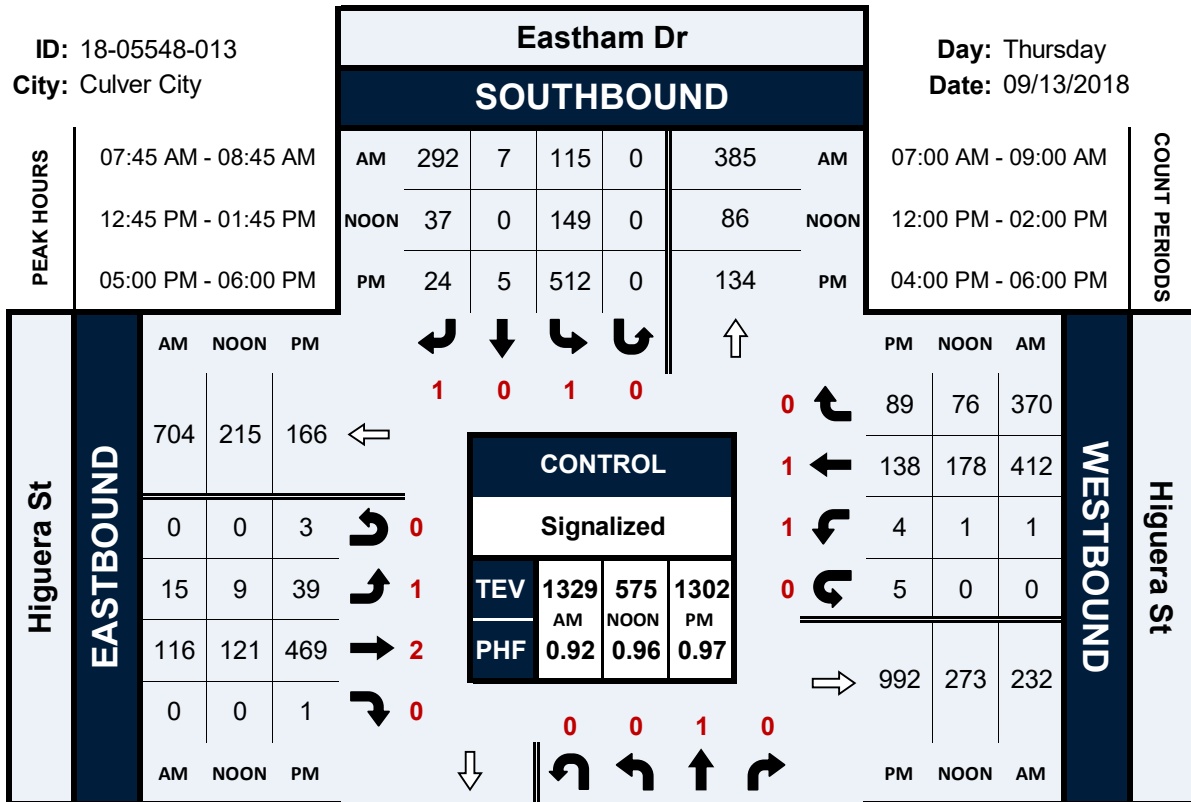 Eastham Dr
ID: 18-05548-013
Day: Thursday
City: Culver City
SOUTHBOUND
Date: 09/13/2018
PEAK HOURS
07:45 AM - 08:45 AM
AM 292 7 115 0 385 AM
07:00 AM - 09:00 AM
COUNT PERIODS
12:45 PM - 01:45 PM
NOON 37 0 149 0 86 NOON
12:00 PM - 02:00 PM
05:00 PM - 06:00 PM
PM 24 5 512 0 134 PM
04:00 PM - 06:00 PM
Higuera St
EASTBOUND
AM NOON PM
704 215 166
0 0 3 0
15 9 39 1
116 121 469 2
0 0 1 0
AM NOON PM
1 0 1 0
CONTROL
Signalized
TEV 1329 575 1302
AM NOON PM
PHF 0.92 0.96 0.97
0 0 1 0
PM NOON AM
0 89 76 370
1 138 178 412
1 4 1 1
0 5 0 0
992 273 232
PM NOON AM
WESTBOUND
Higuera St